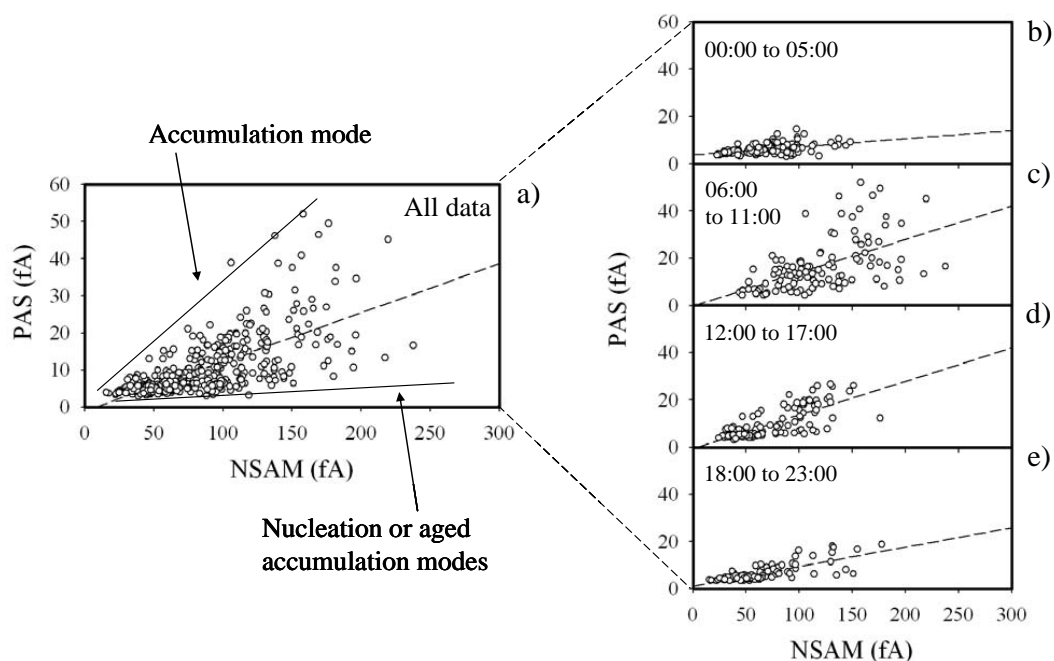 Accumulation mode
a)
All data
60
50
40
30
20
10
0
PAS (fA)
0 50 100 150 200 250 300
NSAM (fA)
Nucleation or aged
accumulation modes
b)
00:00 to 05:00
60
40
20
0
c)
06:00
to 11:00
40
20
0
PAS (fA)
d)
12:00 to 17:00
40
20
0
e)
18:00 to 23:00
40
20
0
0 50 100 150 200 250 300
NSAM (fA)